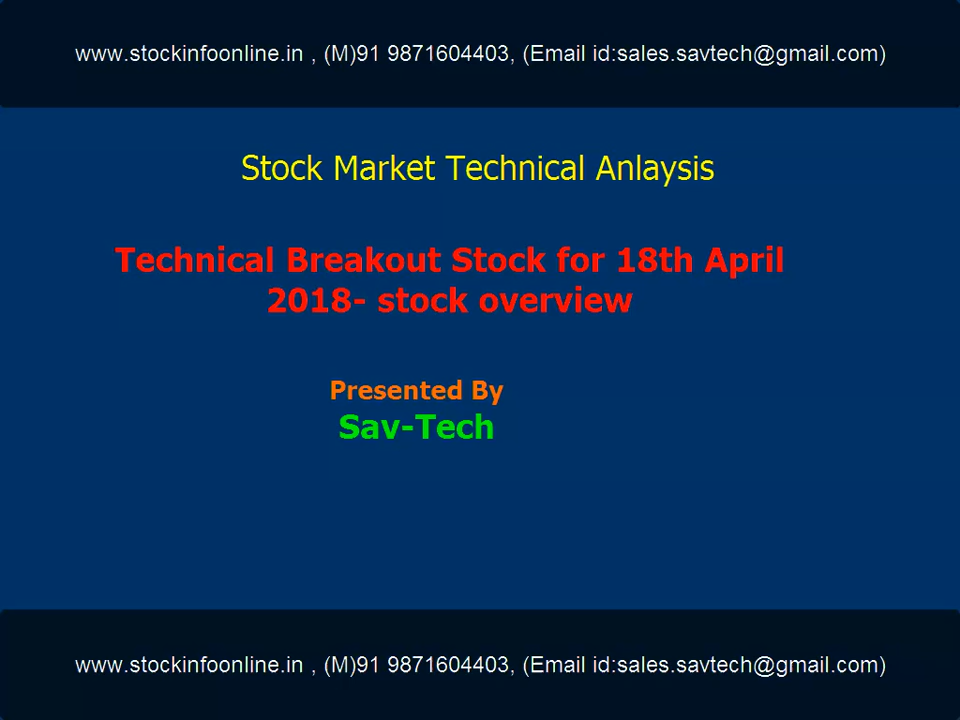 www.stockinfoonline.in , (M)91 9871604403, (Email id:sales.savtech@gmail.com)
Stock Market Technical Anlaysis
Technical Breakout Stock for 18th April
2018- stock overview
Presented By
Sav-Tech
www.stockinfoonline.in , (M)91 9871604403, (Email id:sales.savtech@gmail.com)